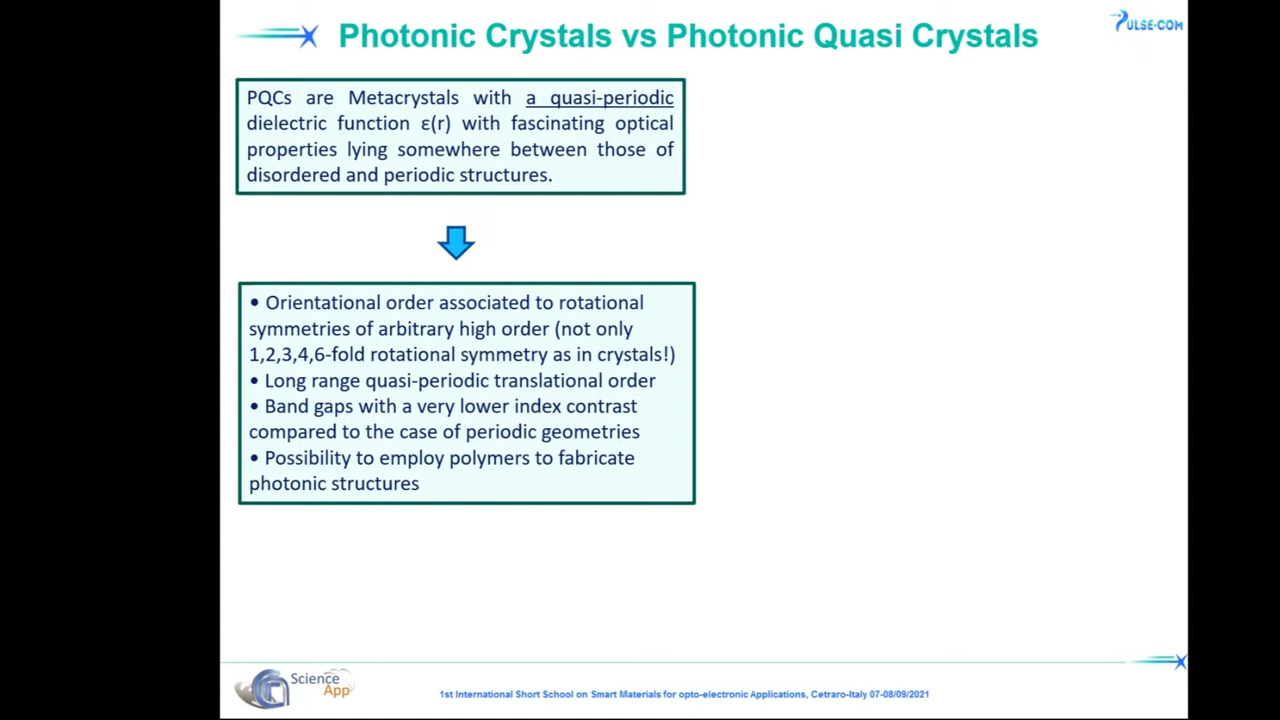 Photonic Crystals vs Photonic Quasi Crystals
PULSE-COM
PQCs are Metacrystals with a quasi-periodic
dielectric function ε(r) with fascinating optical
properties lying somewhere between those of
disordered and periodic structures.
• Orientational order associated to rotational
symmetries of arbitrary high order (not only
1,2,3,4,6-fold rotational symmetry as in crystals!)
• Long range quasi-periodic translational order
• Band gaps with a very lower index contrast
compared to the case of periodic geometries
• Possibility to employ polymers to fabricate
photonic structures
Science
App
1st International Short School on Smart Materials for opto-electronic Applications, Cetraro-Italy 07-08/09/2021